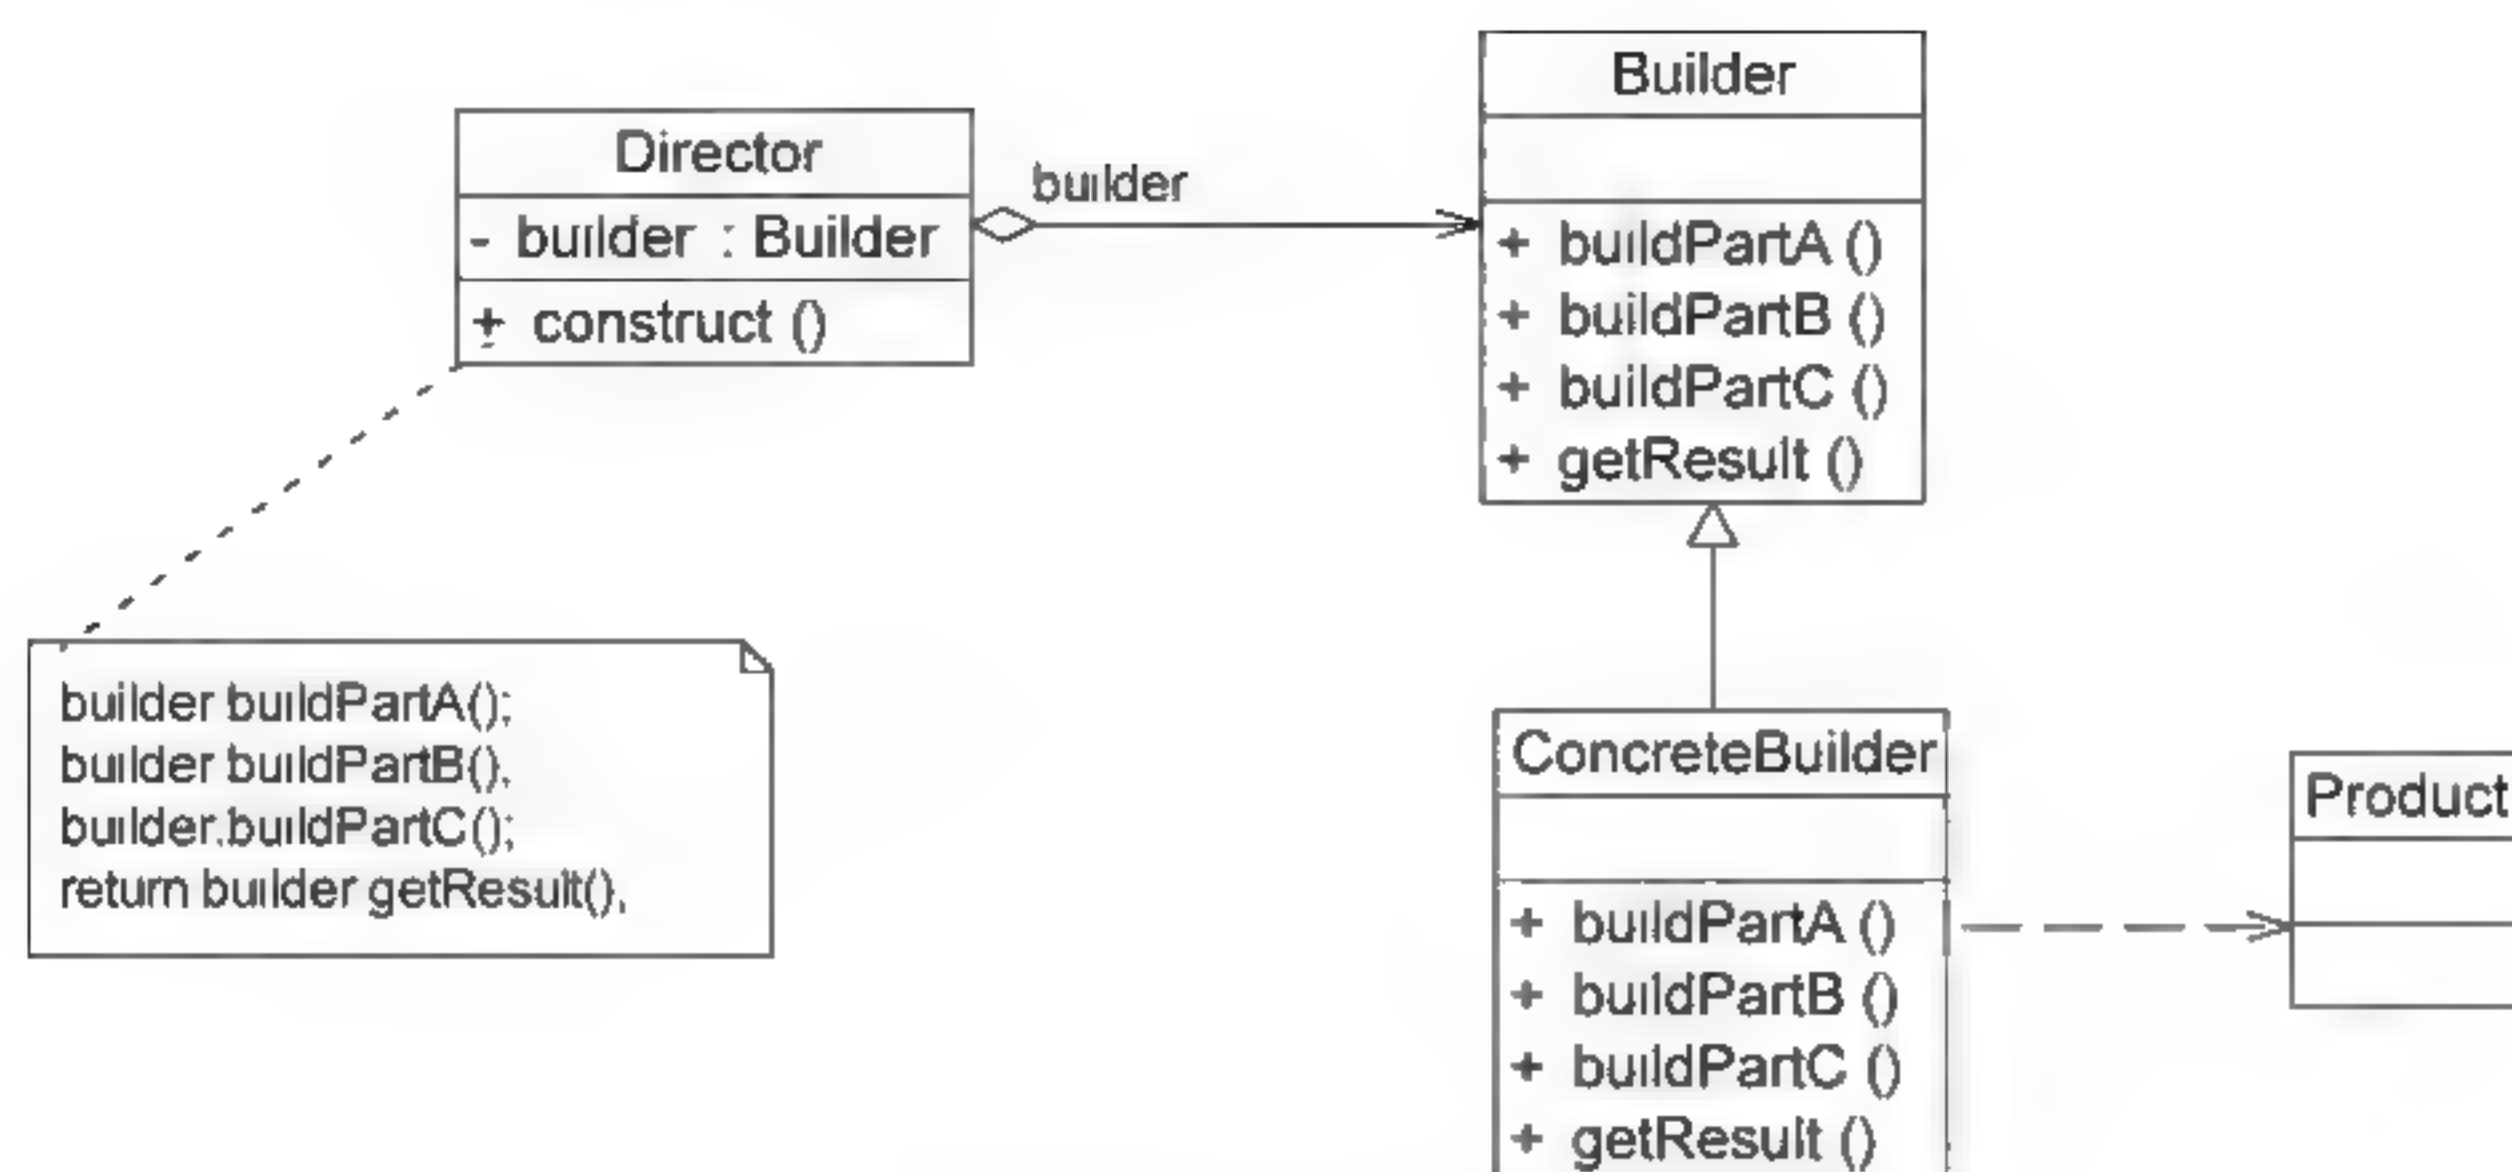 Director
- builder : Builder
+ construct ()
builder
Builder
+ buildPartA ()
+ buildPartB ()
+ buildPartC ()
+ getResult ()
builder buildPartA();
builder buildPartB(),
builder.buildPartC();
return builder getResult(),
ConcreteBuilder
+ buildPartA ()
+ buildPartB ()
+ buildPartC ()
+ getResult ()
Product